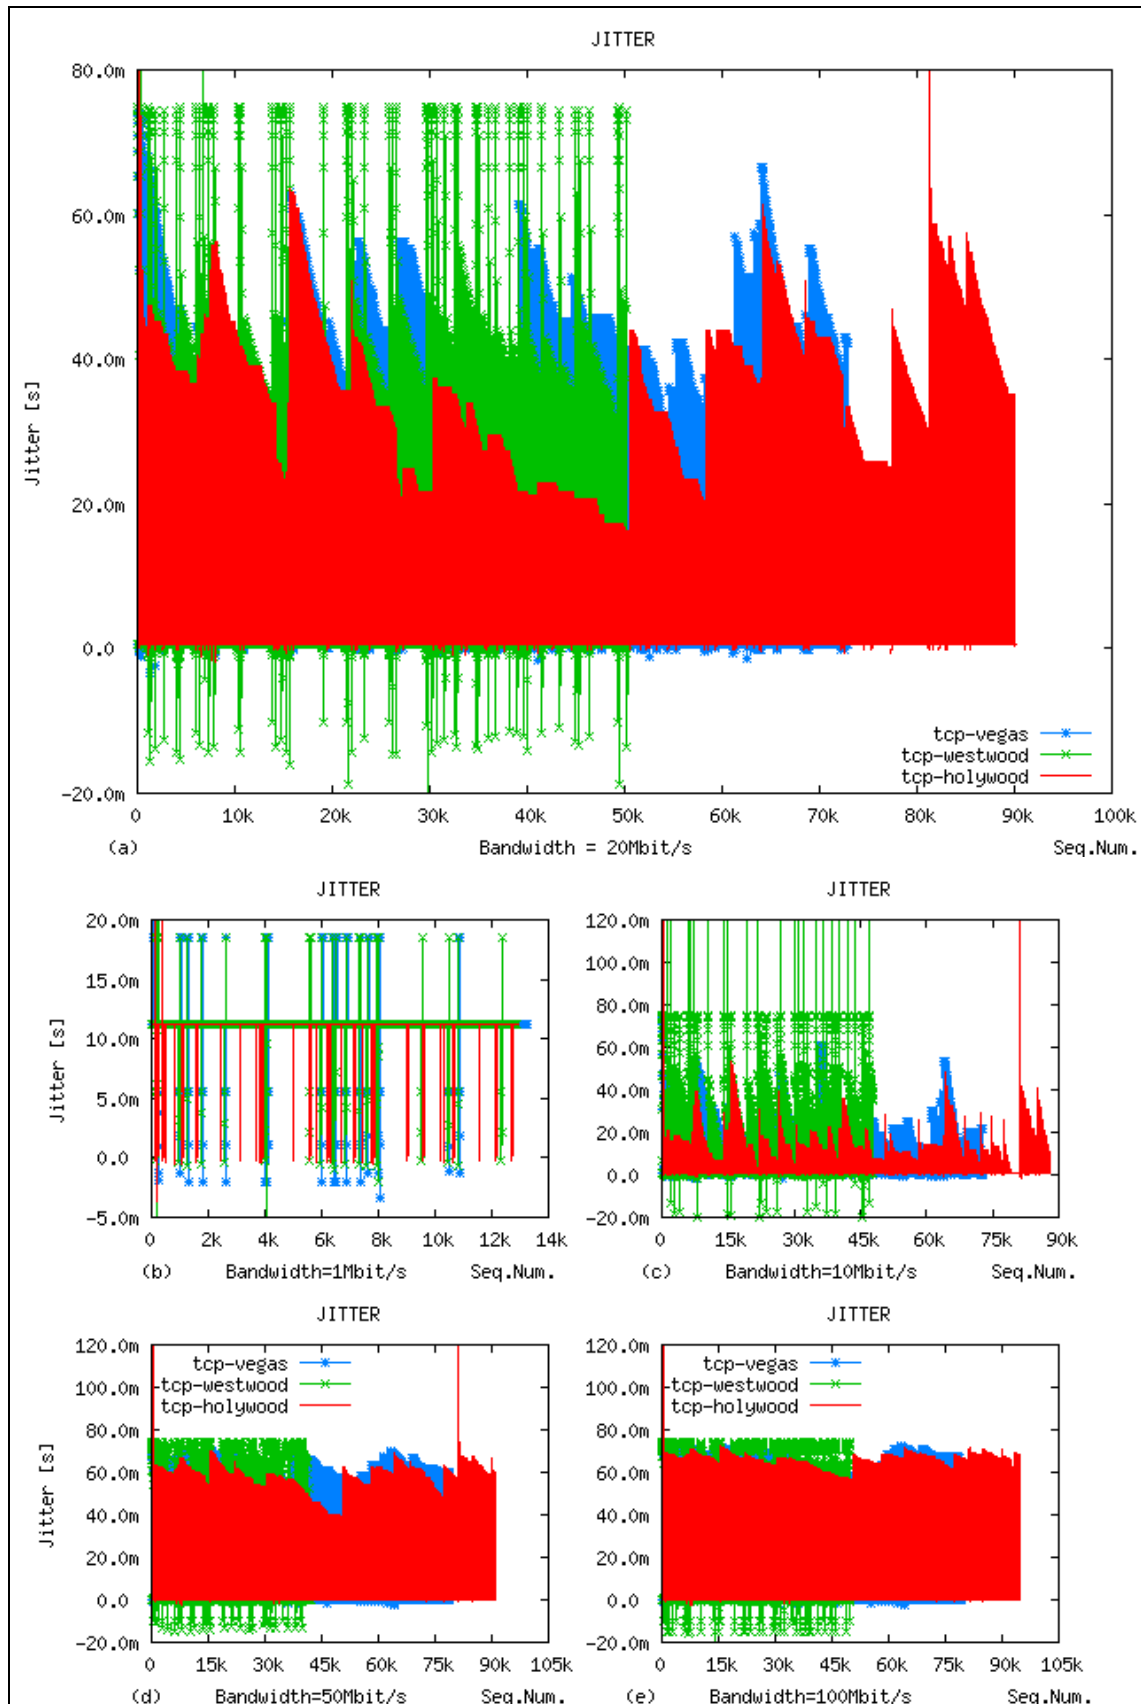 JITTER
80.0m
60.0m
40.0m
20.0m
0.0
-20.0m
Jitter [s]
tcp-vegas
tcp-westwood
tcp-holywood
0 10k 20k 30k 40k 50k 60k 70k 80k 90k 100k
(a) Bandwidth = 20Mbit/s Seq.Num.
JITTER
20.0m
15.0m
10.0m
5.0m
0.0
-5.0m
Jitter [s]
0 2k 4k 6k 8k 10k 12k 14k
(b) Bandwidth=1Mbit/s Seq.Num.
JITTER
120.0m
100.0m
80.0m
60.0m
40.0m
20.0m
0.0
-20.0m
0 15k 30k 45k 60k 75k 90k
(c) Bandwidth=10Mbit/s Seq.Num.
JITTER
120.0m
100.0m
80.0m
60.0m
40.0m
20.0m
0.0
-20.0m
Jitter [s]
tcp-vegas
tcp-westwood
tcp-holywood
0 15k 30k 45k 60k 75k 90k 105k
(d) Bandwidth=50Mbit/s Seq.Num.
JITTER
120.0m
100.0m
80.0m
60.0m
40.0m
20.0m
0.0
-20.0m
tcp-vegas
tcp-westwood
tcp-holywood
0 15k 30k 45k 60k 75k 90k 105k
(e) Bandwidth=100Mbit/s Seq.Num.